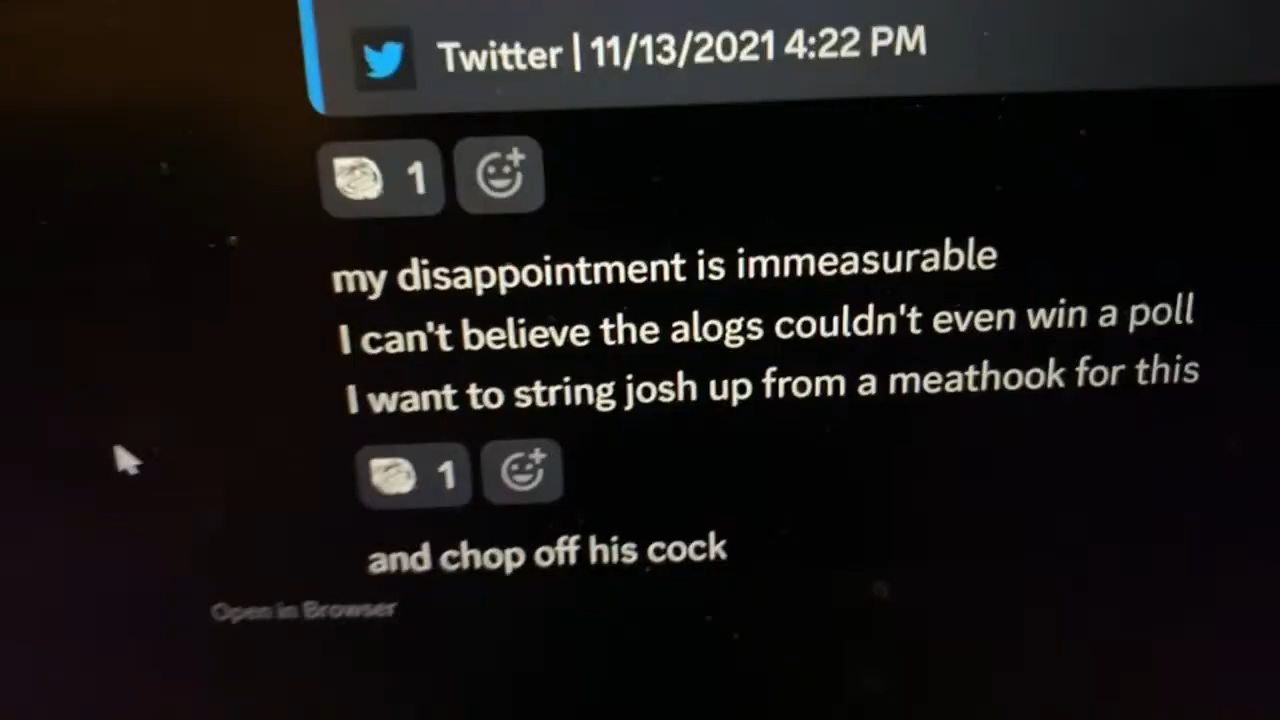 Twitter | 11/13/2021 4:22 PM
1
my disappointment is immeasurable
I can't believe the alogs couldn't even win a poll
I want to string josh up from a meathook for this
1
and chop off his cock
Open in Browser